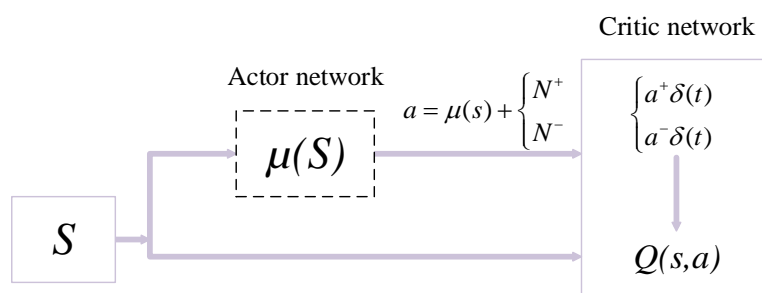 Critic network
Actor network
a = μ(s) + { N⁺
N⁻
{ a⁺δ(t)
a⁻δ(t)
μ(S)
S
Q(s,a)